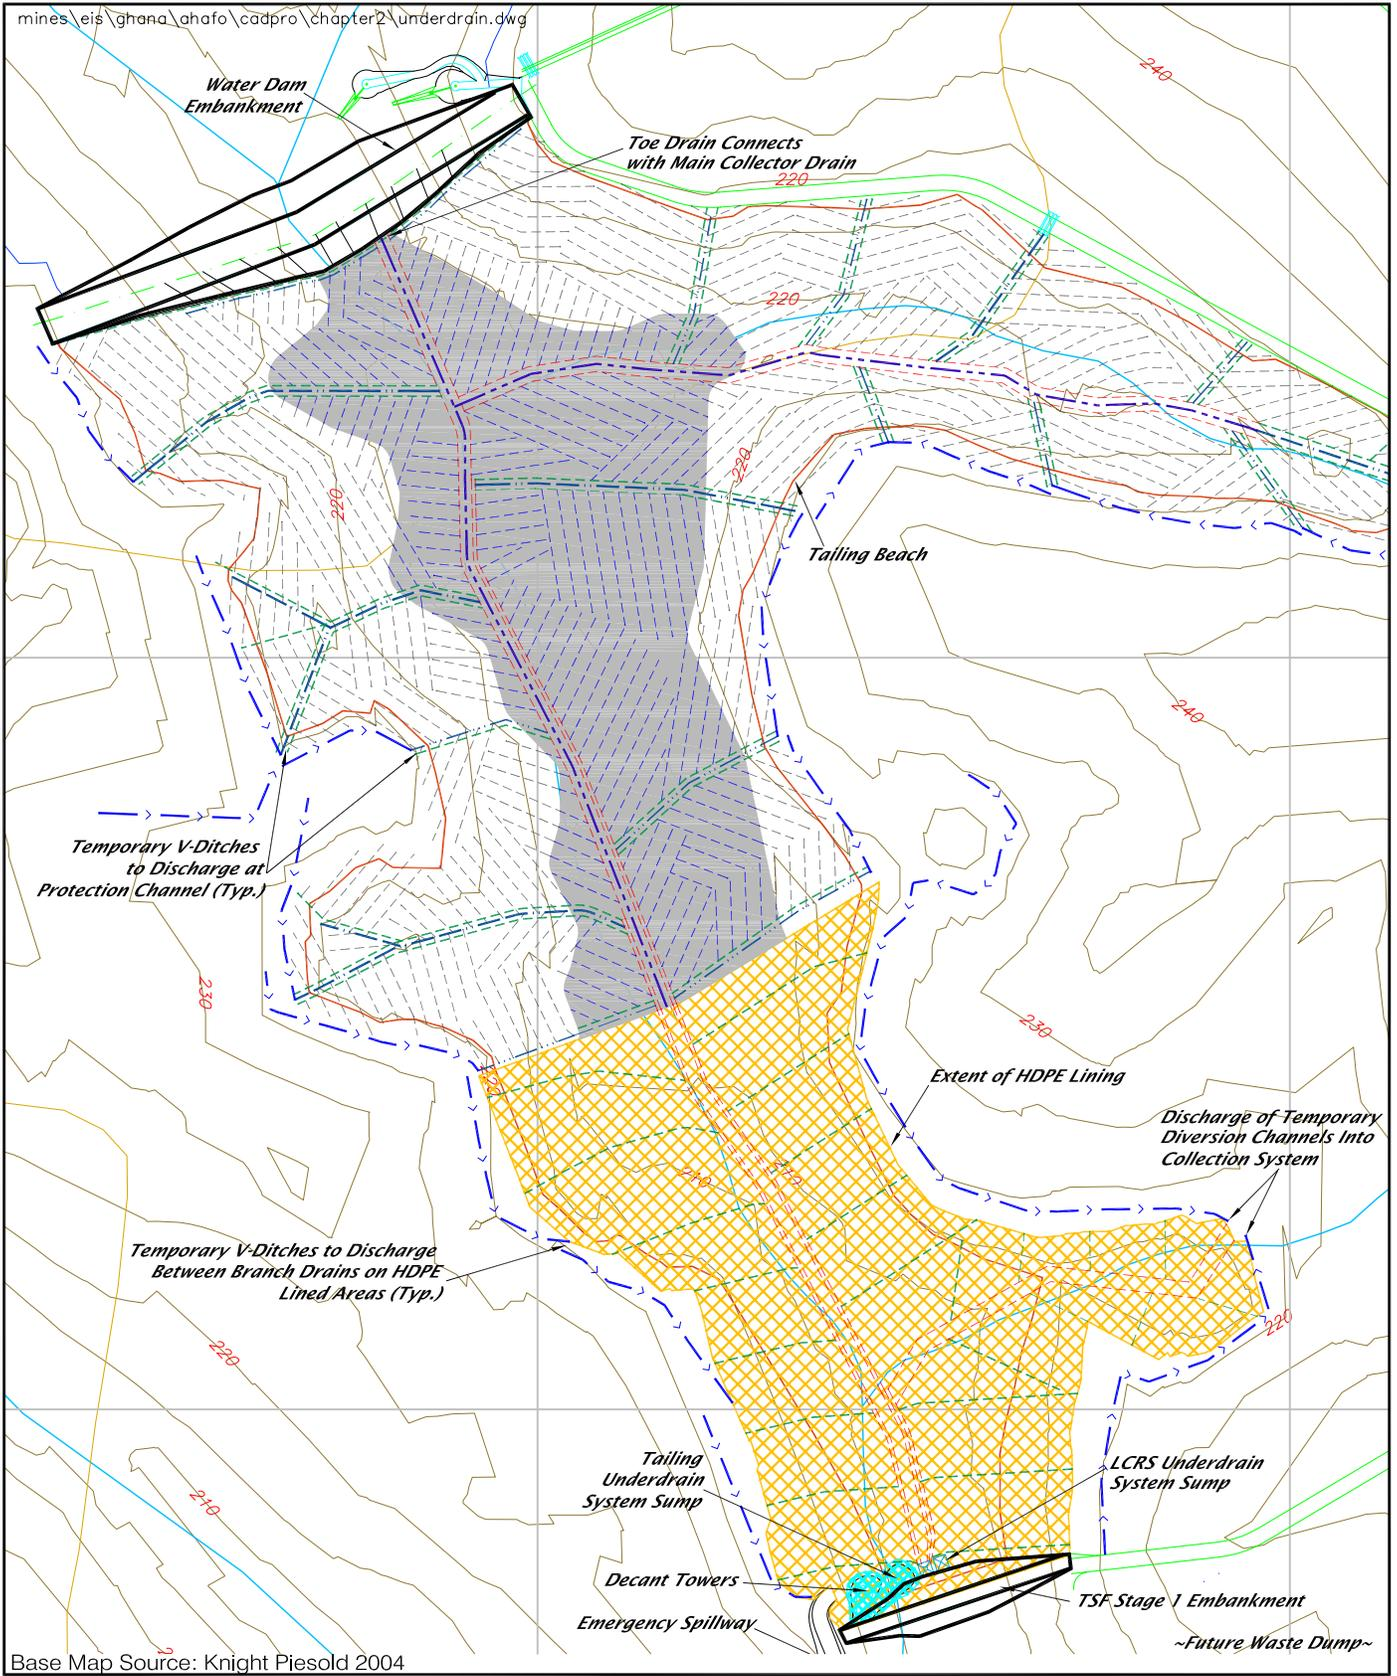 mines\eis\ghana\ahafo\cadpro\chapter2\underdrain.dwg
240
Water Dam
Embankment
Toe Drain Connects
with Main Collector Drain
220
220
220
220
Tailing Beach
240
Temporary V-Ditches
to Discharge at
Protection Channel (Typ.)
230
230
Extent of HDPE Lining
220
Discharge of Temporary
Diversion Channels Into
Collection System
210
210
Temporary V-Ditches to Discharge
Between Branch Drains on HDPE
Lined Areas (Typ.)
220
220
Tailing
Underdrain
System Sump
LCRS Underdrain
System Sump
210
Decant Towers
TSF Stage 1 Embankment
Emergency Spillway
~Future Waste Dump~
Base Map Source: Knight Piesold 2004